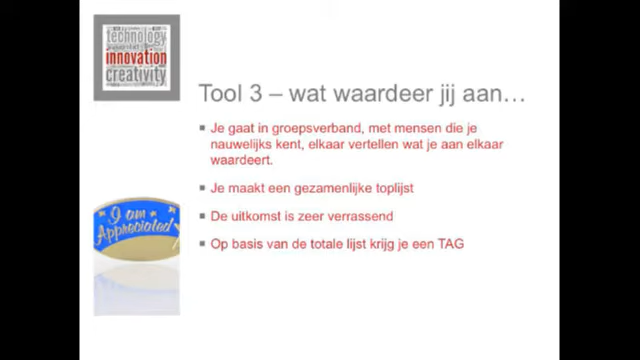 technology
innovation
creativity
Tool 3 – wat waardeer jij aan…
Je gaat in groepsverband, met mensen die je
nauwelijks kent, elkaar vertellen wat je aan elkaar
waardeert.
Je maakt een gezamenlijke toplijst
De uitkomst is zeer verrassend
Op basis van de totale lijst krijg je een TAG
I am
Appreciated